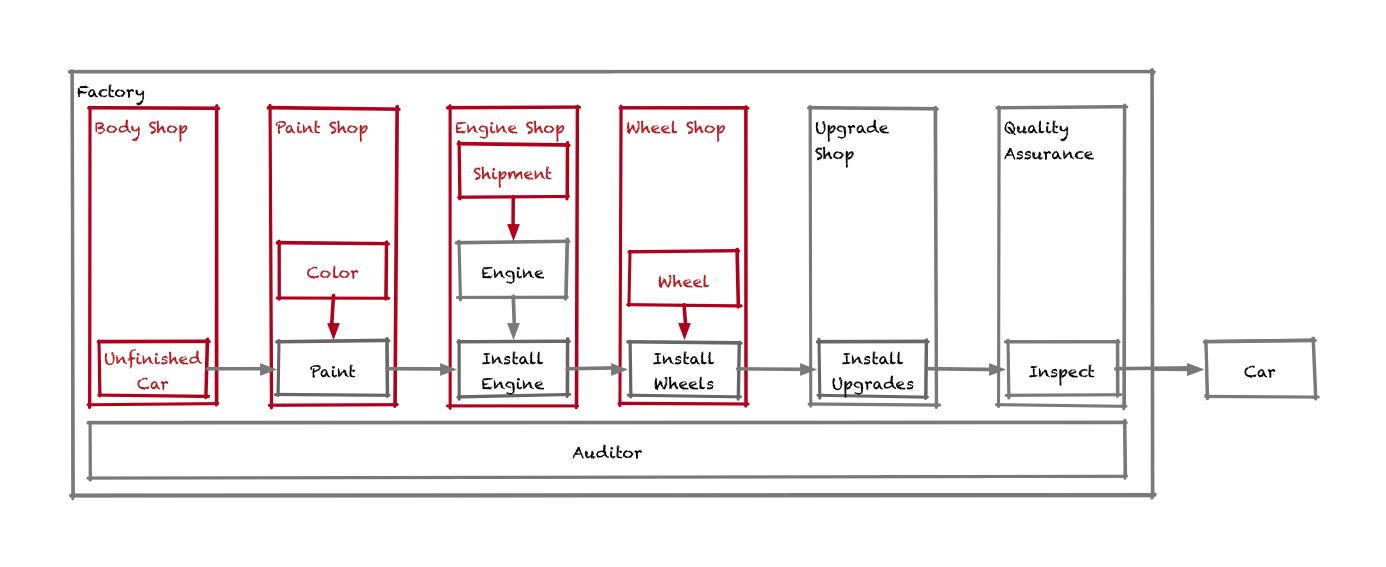 Factory
Body Shop
Paint Shop
Engine Shop
Wheel Shop
Upgrade
Shop
Quality
Assurance
Shipment
Color
Engine
Wheel
Unfinished
Car
Paint
Install
Engine
Install
Wheels
Install
Upgrades
Inspect
Car
Auditor